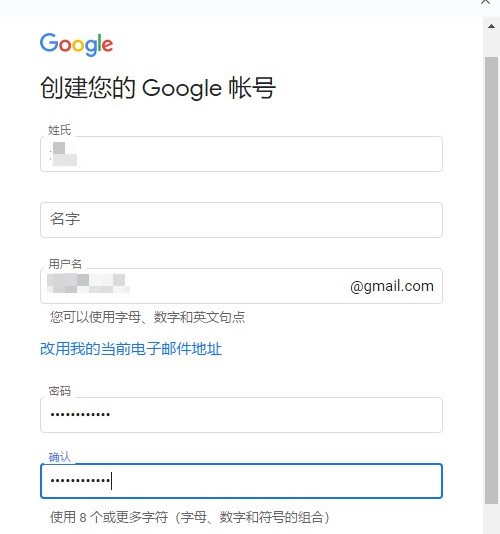 Google
创建您的 Google 帐号
姓氏
名字
用户名
@gmail.com
您可以使用字母、数字和英文句点
改用我的当前电子邮件地址
密码
••••••••••••
确认
••••••••••••
使用 8 个或更多字符（字母、数字和符号的组合）